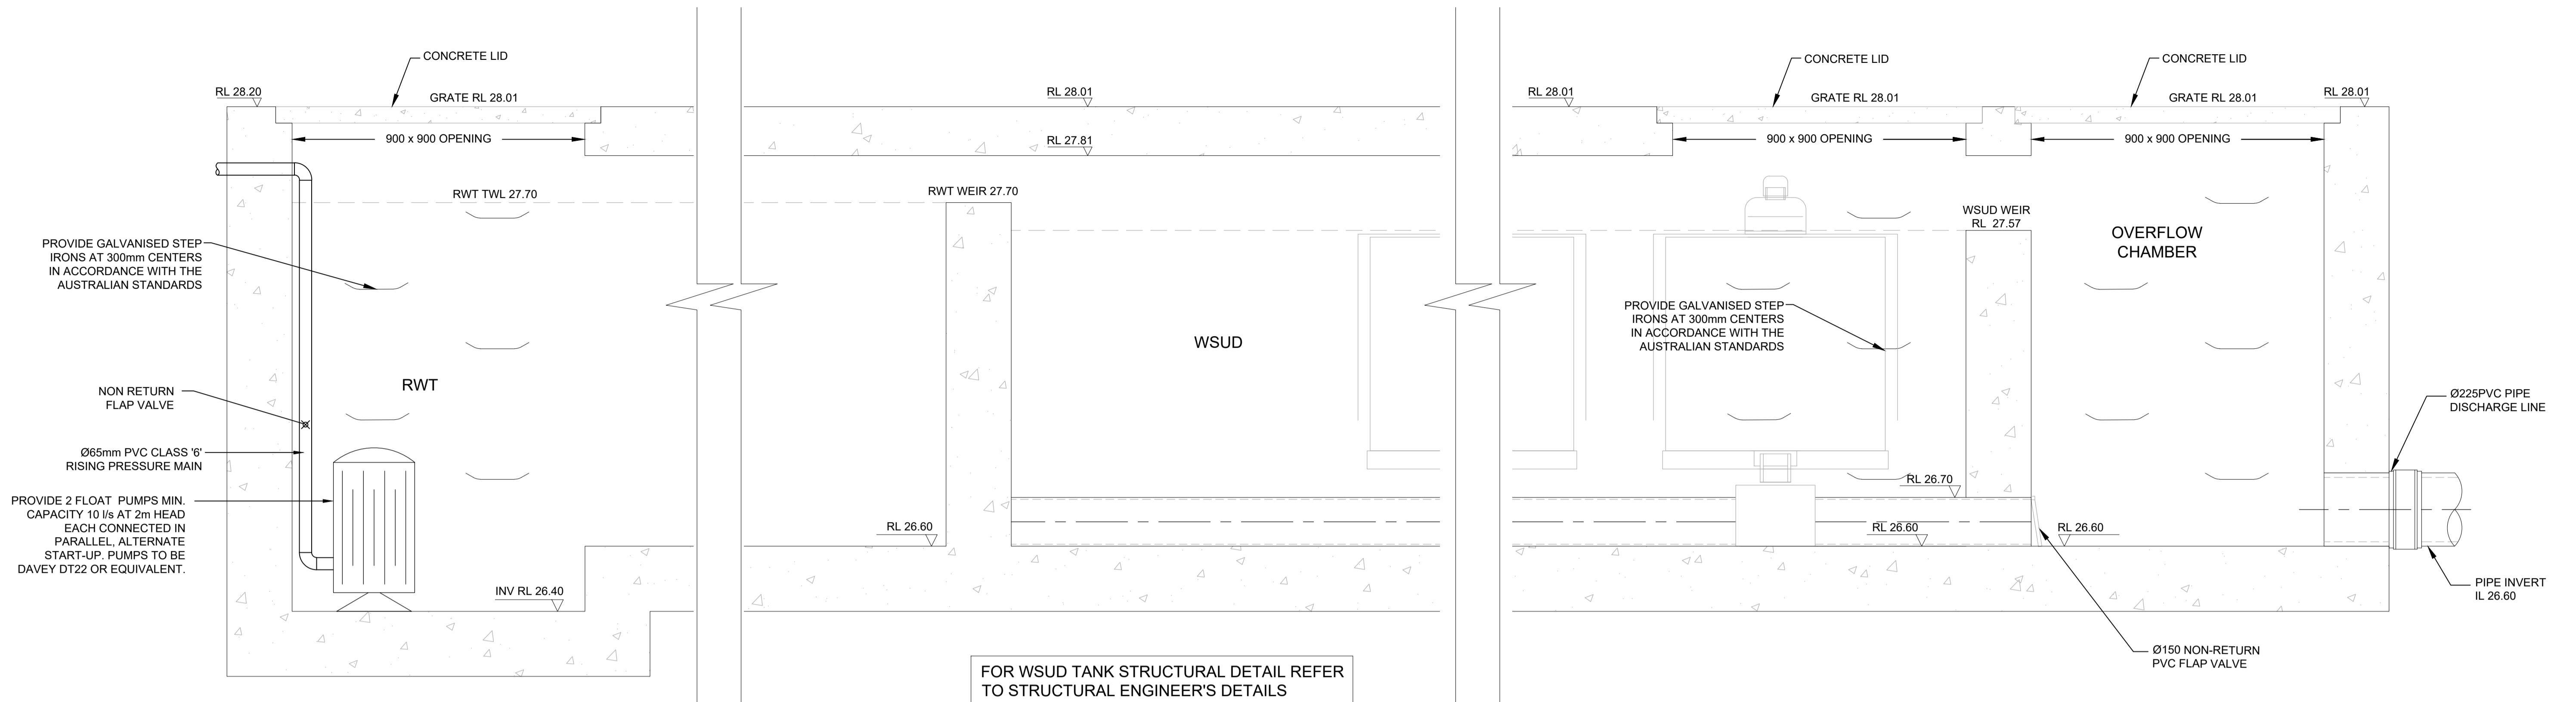 CONCRETE LID
CONCRETE LID
CONCRETE LID
RL 28.20
GRATE RL 28.01
RL 28.01
RL 28.01
GRATE RL 28.01
GRATE RL 28.01
RL 28.01
900 x 900 OPENING
RL 27.81
900 x 900 OPENING
900 x 900 OPENING
RWT TWL 27.70
RWT WEIR 27.70
WSUD WEIR
RL 27.57
OVERFLOW
CHAMBER
PROVIDE GALVANISED STEP
IRONS AT 300mm CENTERS
IN ACCORDANCE WITH THE
AUSTRALIAN STANDARDS
PROVIDE GALVANISED STEP
IRONS AT 300mm CENTERS
IN ACCORDANCE WITH THE
AUSTRALIAN STANDARDS
WSUD
RWT
NON RETURN
FLAP VALVE
Ø225PVC PIPE
DISCHARGE LINE
Ø65mm PVC CLASS '6'
RISING PRESSURE MAIN
PROVIDE 2 FLOAT PUMPS MIN.
CAPACITY 10 l/s AT 2m HEAD
EACH CONNECTED IN
PARALLEL, ALTERNATE
START-UP. PUMPS TO BE
DAVEY DT22 OR EQUIVALENT.
RL 26.70
RL 26.60
RL 26.60
RL 26.60
INV RL 26.40
PIPE INVERT
IL 26.60
Ø150 NON-RETURN
PVC FLAP VALVE
FOR WSUD TANK STRUCTURAL DETAIL REFER
TO STRUCTURAL ENGINEER'S DETAILS